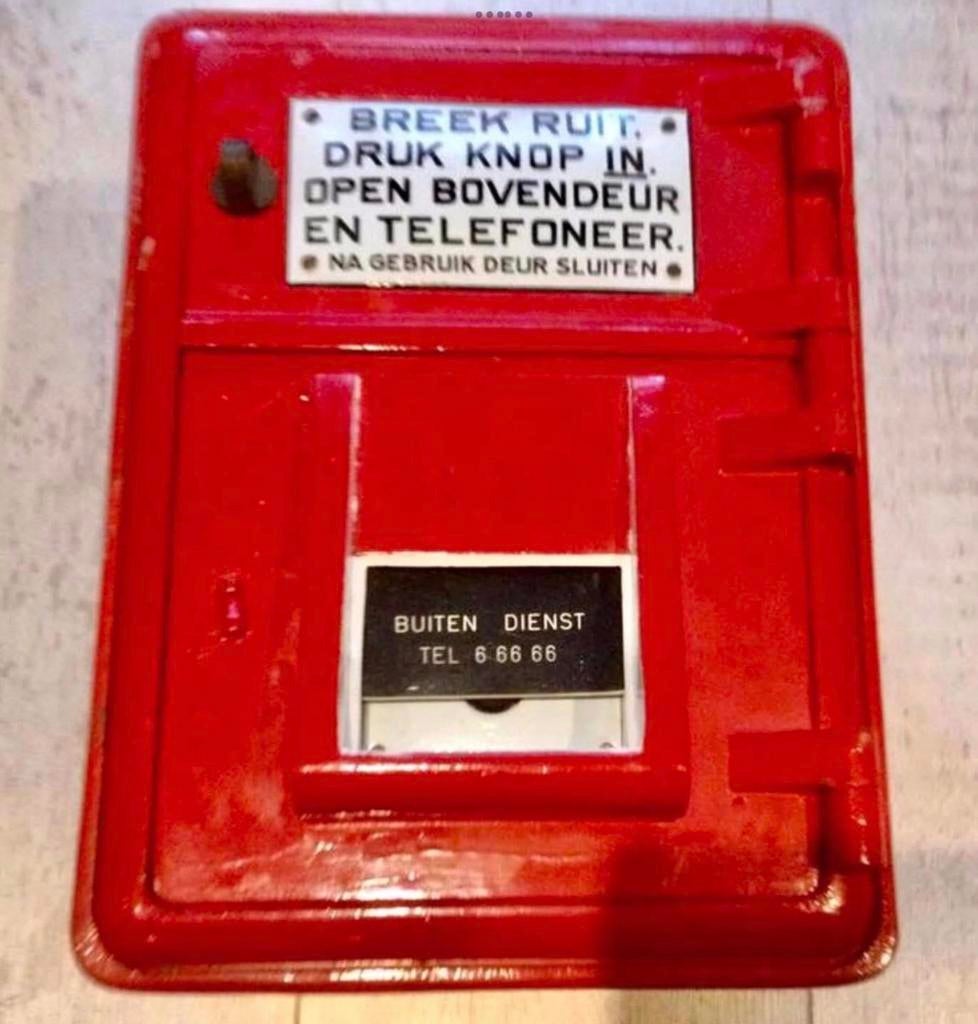 BREEK RUIT.
DRUK KNOP IN.
OPEN BOVENDEUR
EN TELEFONEER.
NA GEBRUIK DEUR SLUITEN
BUITEN DIENST
TEL 6 66 66